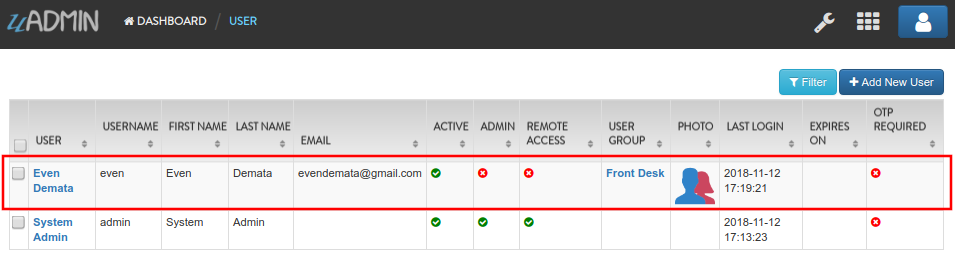 uADMIN DASHBOARD / USER
Filter + Add New User
USER USERNAME FIRST NAME LAST NAME EMAIL ACTIVE ADMIN REMOTE ACCESS USER GROUP PHOTO LAST LOGIN EXPIRES ON OTP REQUIRED
Even Demata even Even Demata evendemata@gmail.com Front Desk 2018-11-12 17:19:21
System Admin admin System Admin 2018-11-12 17:13:23